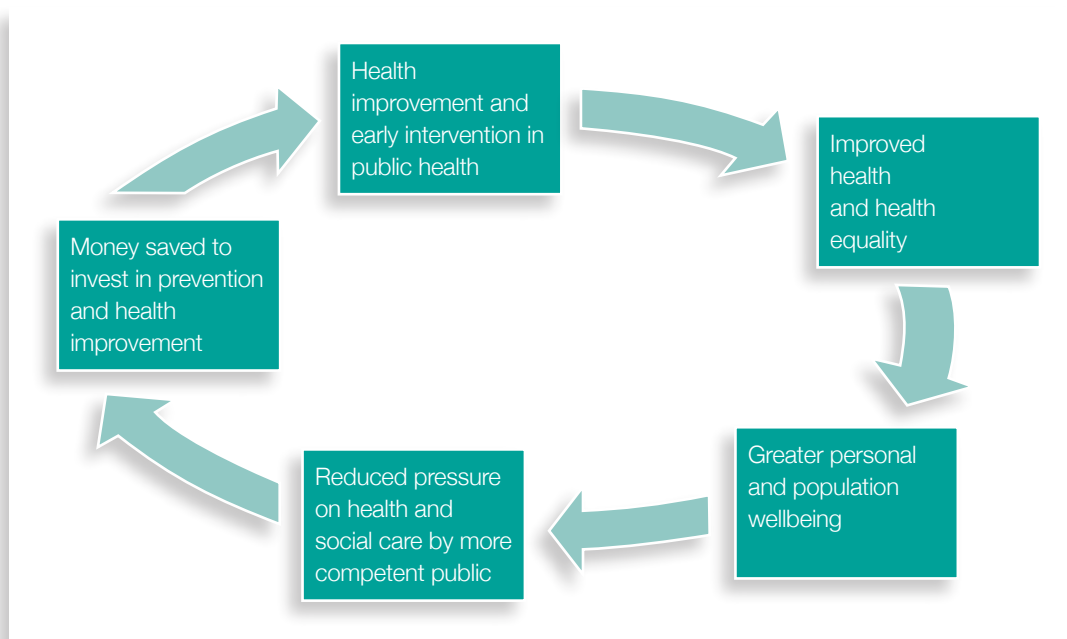 Health
improvement and
early intervention in
public health
Improved
health
and health
equality
Greater personal
and population
wellbeing
Reduced pressure
on health and
social care by more
competent public
Money saved to
invest in prevention
and health
improvement